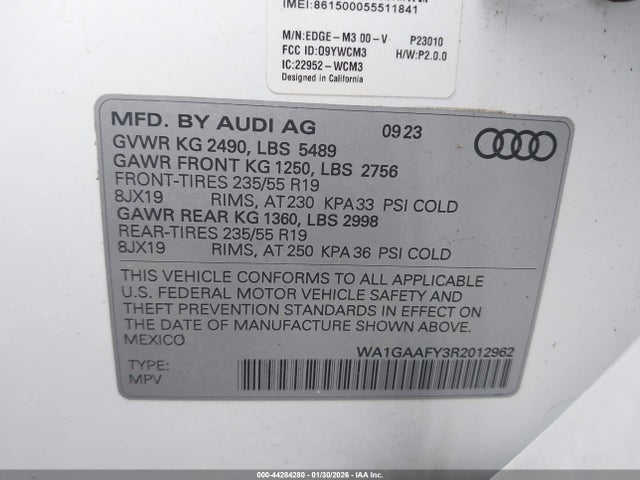 IMEI:861500055511841
M/N:EDGE-M3 00-V P23010
FCC ID:O9YWCM3 H/W:P2.0.0
IC:22952-WCM3
Designed in California
MFD. BY AUDI AG 09 23
GVWR KG 2490, LBS 5489
GAWR FRONT KG 1250, LBS 2756
FRONT-TIRES 235/55 R19
8JX19 RIMS, AT 230 KPA 33 PSI COLD
GAWR REAR KG 1360, LBS 2998
REAR-TIRES 235/55 R19
8JX19 RIMS, AT 250 KPA 36 PSI COLD
THIS VEHICLE CONFORMS TO ALL APPLICABLE
U.S. FEDERAL MOTOR VEHICLE SAFETY AND
THEFT PREVENTION STANDARDS IN EFFECT ON
THE DATE OF MANUFACTURE SHOWN ABOVE.
MEXICO
WA1GAAFY3R2012962
TYPE:
MPV
000-44284280 - 01/30/2026 - IAA Inc.